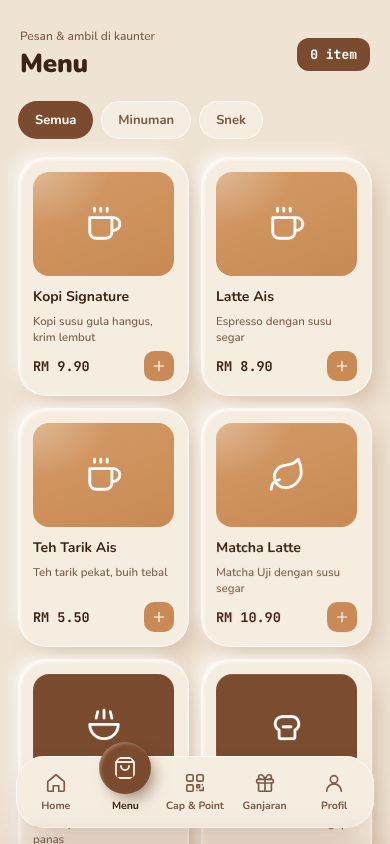 Pesan & ambil di kaunter
Menu
0 item
Semua
Minuman
Snek
Kopi Signature
Kopi susu gula hangus,
krim lembut
RM 9.90
Latte Ais
Espresso dengan susu
segar
RM 8.90
Teh Tarik Ais
Teh tarik pekat, buih tebal
RM 5.50
Matcha Latte
Matcha Uji dengan susu
segar
RM 10.90
Home
Menu
Cap & Point
Ganjaran
Profil
panas